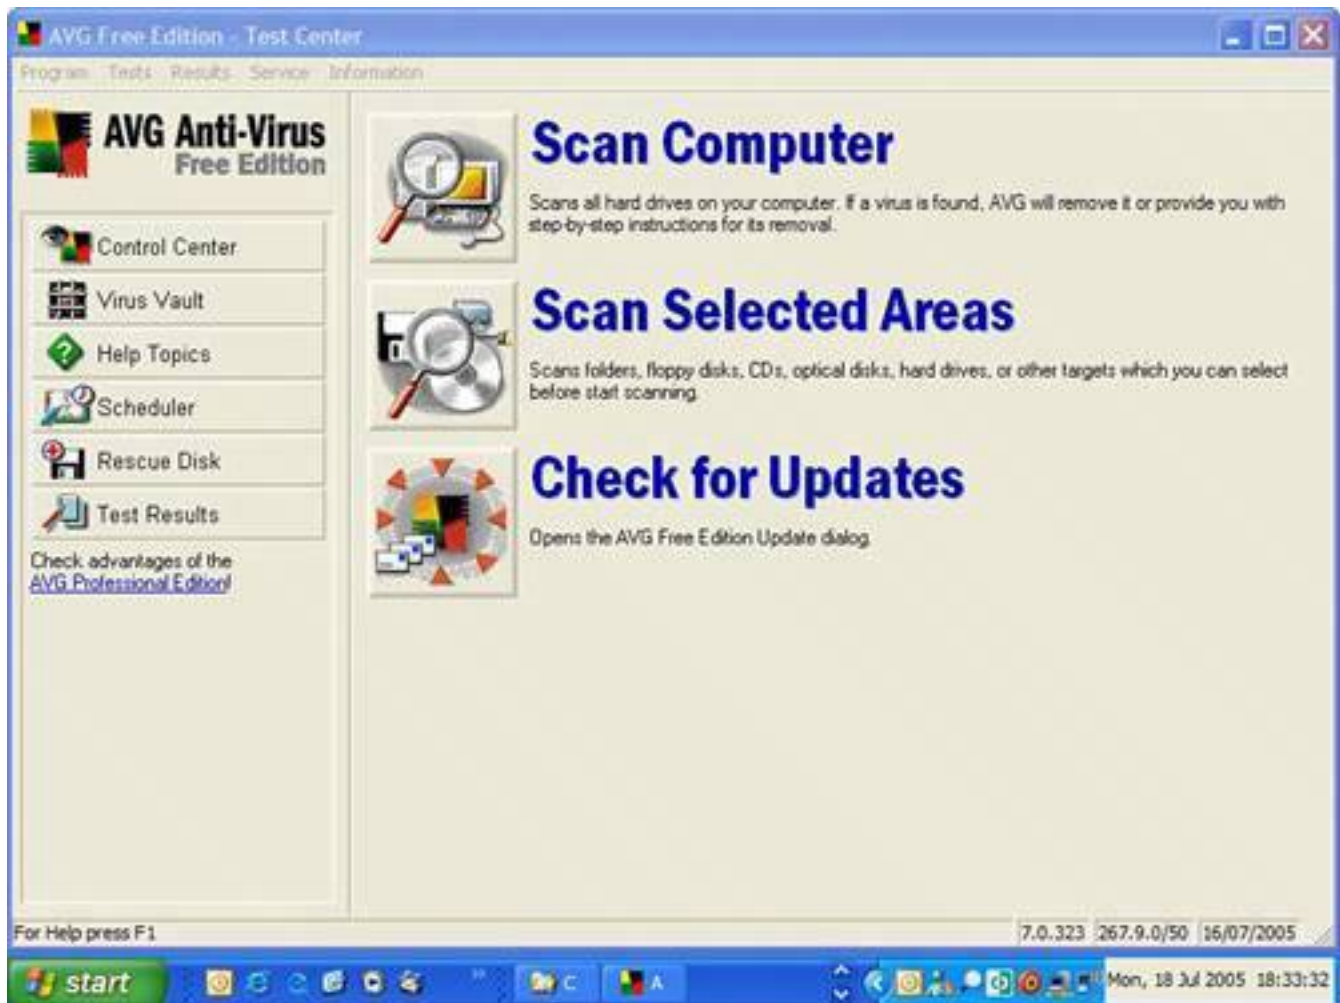 AVG Free Edition - Test Center
Program Tests Results Service Information
AVG Anti-Virus
Free Edition
Control Center
Virus Vault
Help Topics
Scheduler
Rescue Disk
Test Results
Check advantages of the
AVG Professional Edition!
Scan Computer
Scans all hard drives on your computer. If a virus is found, AVG will remove it or provide you with
step-by-step instructions for its removal.
Scan Selected Areas
Scans folders, floppy disks, CDs, optical disks, hard drives, or other targets which you can select
before start scanning.
Check for Updates
Opens the AVG Free Edition Update dialog.
For Help press F1
7.0.323 267.9.0/50 16/07/2005
start
C
A
Mon, 18 Jul 2005 18:33:32